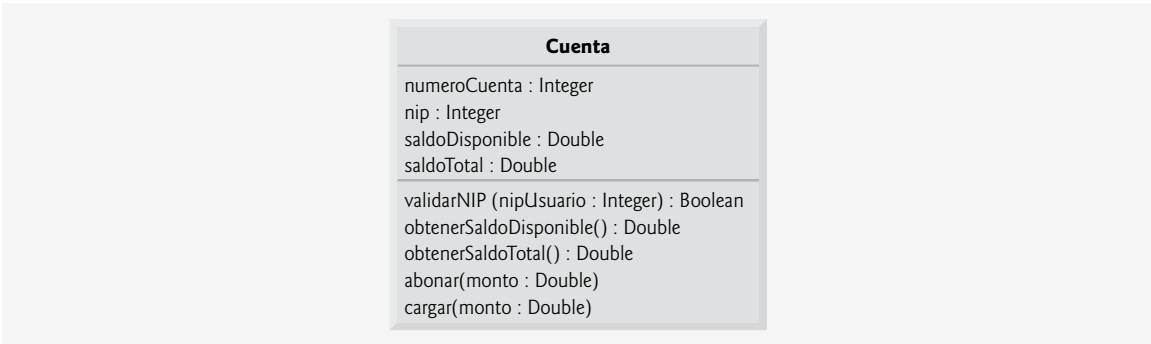 Cuenta
numeroCuenta : Integer
nip : Integer
saldoDisponible : Double
saldoTotal : Double
validarNIP (nipUsuario : Integer) : Boolean
obtenerSaldoDisponible() : Double
obtenerSaldoTotal() : Double
abonar(monto : Double)
cargar(monto : Double)